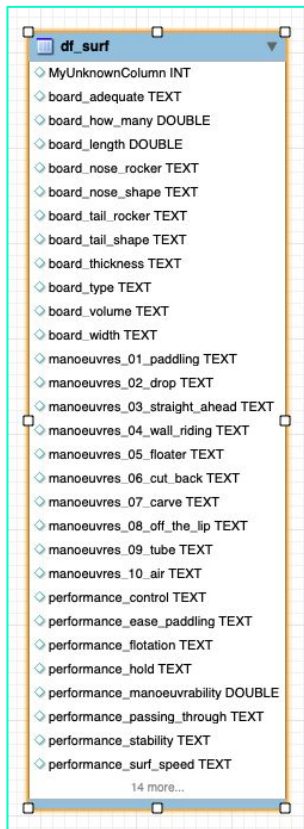 df_surf
MyUnknownColumn INT
board_adequate TEXT
board_how_many DOUBLE
board_length DOUBLE
board_nose_rocker TEXT
board_nose_shape TEXT
board_tail_rocker TEXT
board_tail_shape TEXT
board_thickness TEXT
board_type TEXT
board_volume TEXT
board_width TEXT
manoeuvres_01_paddling TEXT
manoeuvres_02_drop TEXT
manoeuvres_03_straight_ahead TEXT
manoeuvres_04_wall_riding TEXT
manoeuvres_05_floater TEXT
manoeuvres_06_cut_back TEXT
manoeuvres_07_carve TEXT
manoeuvres_08_off_the_lip TEXT
manoeuvres_09_tube TEXT
manoeuvres_10_air TEXT
performance_control TEXT
performance_ease_paddling TEXT
performance_flotation TEXT
performance_hold TEXT
performance_manoeuvrability DOUBLE
performance_passing_through TEXT
performance_stability TEXT
performance_surf_speed TEXT
14 more...